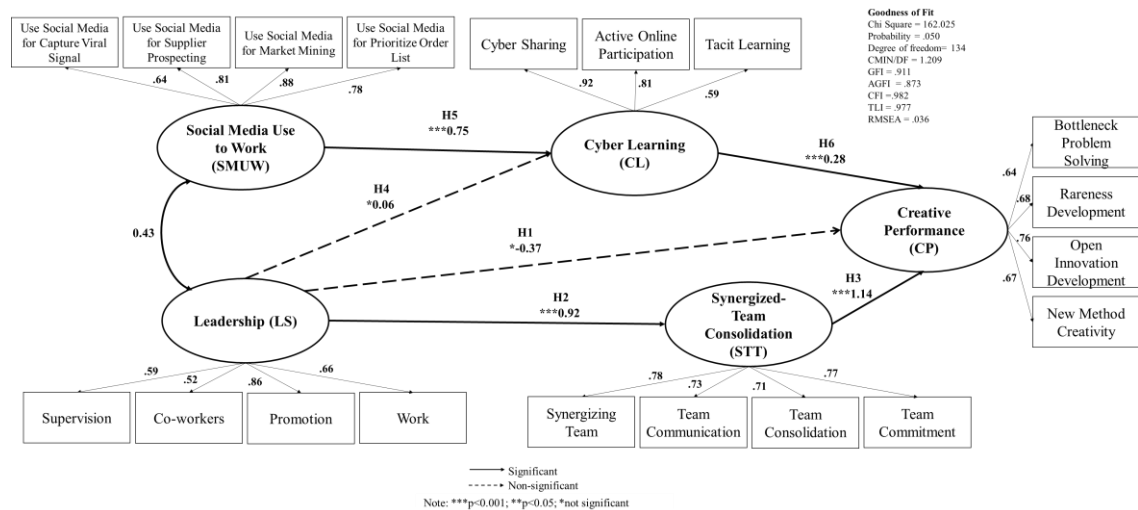 Goodness of Fit
Chi Square = 162.025
Probability = .050
Degree of freedom= 134
CMIN/DF = 1.209
GFI = .911
AGFI = .873
CFI =.982
TLI = .977
RMSEA = .036
Use Social Media
for Capture Viral
Signal
Use Social Media
for Supplier
Prospecting
Use Social Media
for Market Mining
Use Social Media
for Prioritize Order
List
.64
.81
.88
.78
Cyber Sharing
Active Online
Participation
Tacit Learning
.92
.81
.59
Social Media Use
to Work
(SMUW)
H5
***0.75
Cyber Learning
(CL)
H6
***0.28
H4
*0.06
0.43
H1
*-0.37
Creative
Performance
(CP)
.64
.68
.76
.67
Bottleneck
Problem
Solving
Rareness
Development
Open
Innovation
Development
New Method
Creativity
Leadership (LS)
H2
***0.92
Synergized-
Team
Consolidation
(STT)
H3
***1.14
.59
.52
.86
.66
Supervision
Co-workers
Promotion
Work
.78
.73
.71
.77
Synergizing
Team
Team
Communication
Team
Consolidation
Team
Commitment
Significant
Non-significant
Note: ***p<0.001; **p<0.05; *not significant